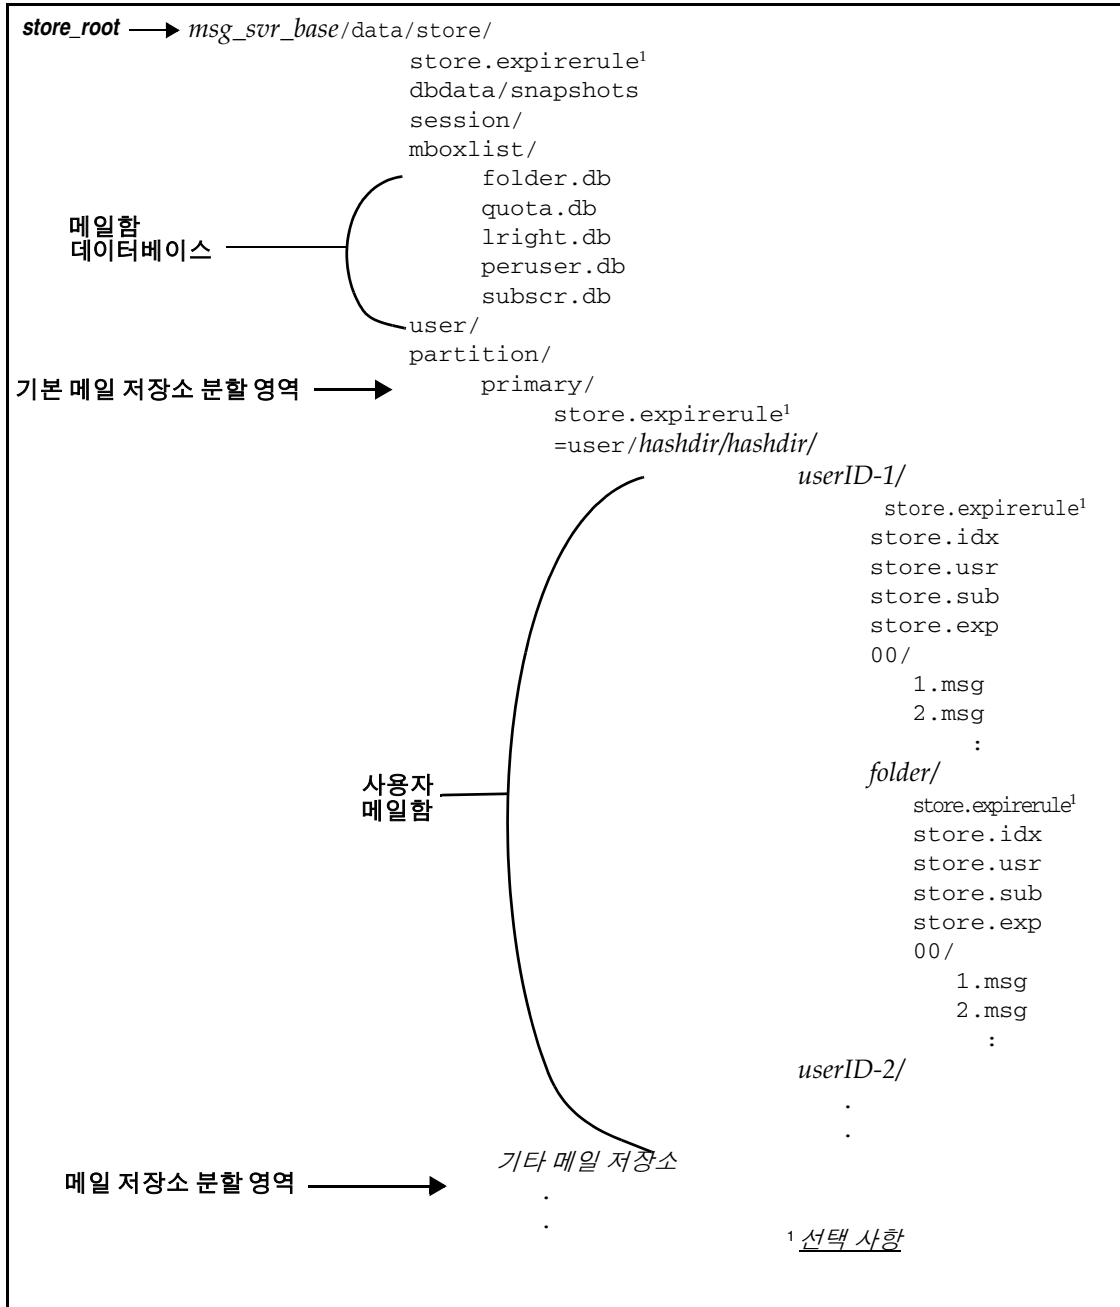 store_root msg_svr_base/data/store/
store.expirerule1
dbdata/snapshots
session/
mboxlist/
folder.db
quota.db
lright.db
peruser.db
subscr.db
메일함
데이터베이스
user/
partition/
기본 메일 저장소 분할 영역 primary/
store.expirerule1
=user/hashdir/hashdir/
userID-1/
store.expirerule1
store.idx
store.usr
store.sub
store.exp
00/
1.msg
2.msg
:
folder/
사용자
메일함
store.expirerule1
store.idx
store.usr
store.sub
store.exp
00/
1.msg
2.msg
:
userID-2/
.
.
기타 메일 저장소
메일 저장소 분할 영역
.
.
1 선택 사항